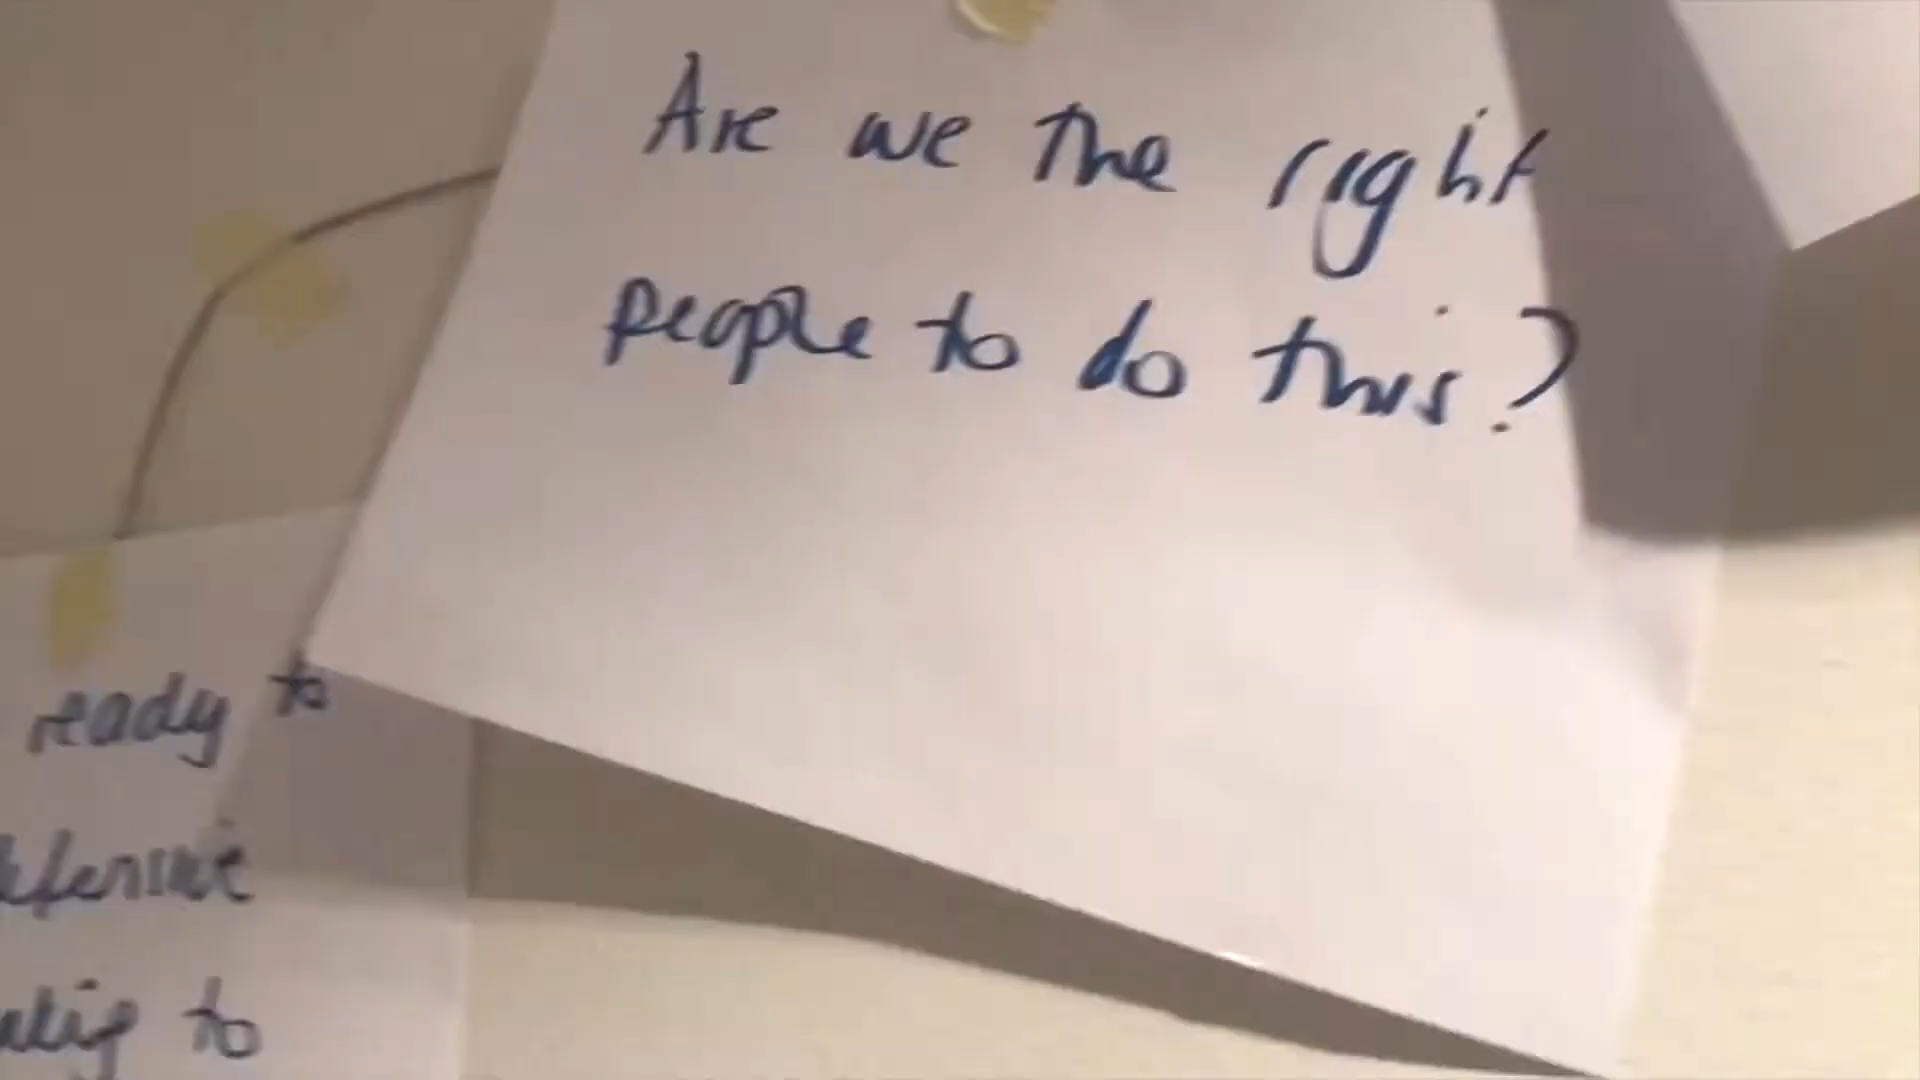 Are we the right
people to do this?
ready to
to